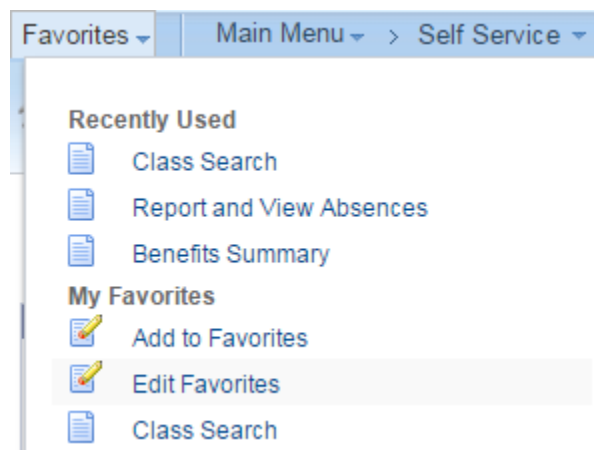 Favorites Main Menu > Self Service
Recently Used
Class Search
Report and View Absences
Benefits Summary
My Favorites
Add to Favorites
Edit Favorites
Class Search